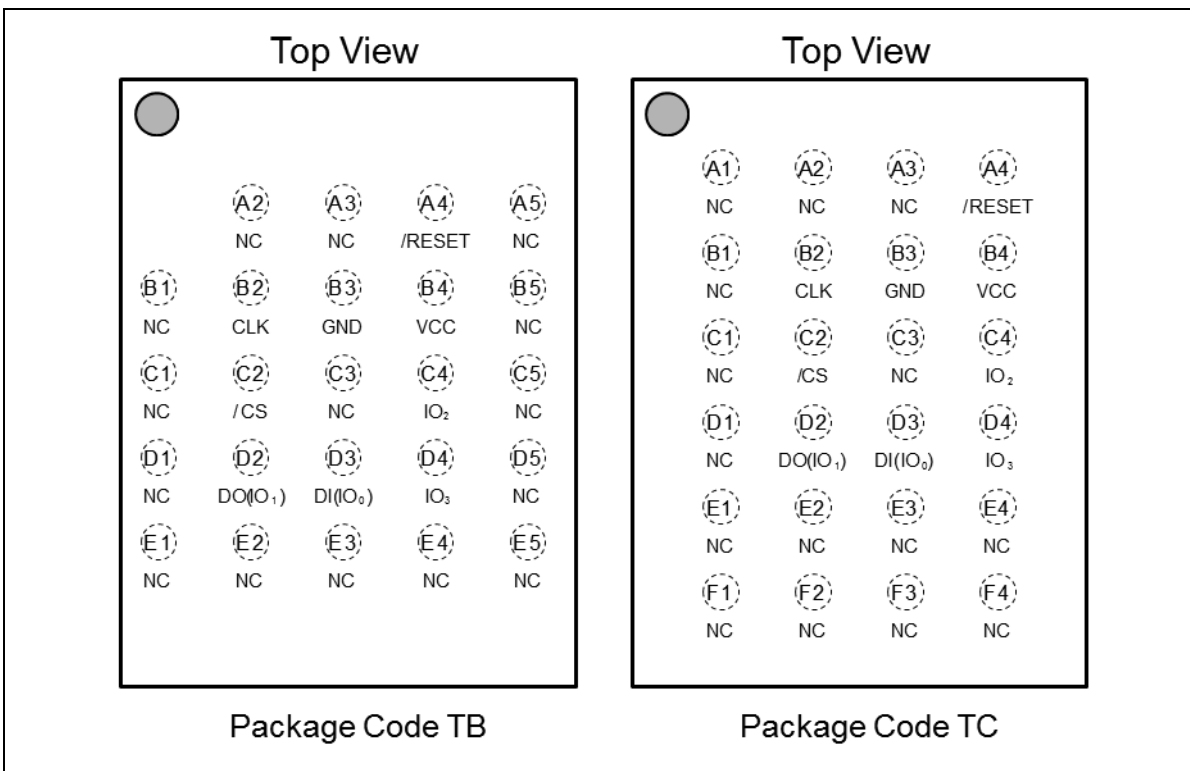 Top View
A2 A3 A4 A5
NC NC /RESET NC
B1 B2 B3 B4 B5
NC CLK GND VCC NC
C1 C2 C3 C4 C5
NC /CS NC IO₂ NC
D1 D2 D3 D4 D5
NC DO(IO₁) DI(IO₀) IO₃ NC
E1 E2 E3 E4 E5
NC NC NC NC NC
Package Code TB
Top View
A1 A2 A3 A4
NC NC NC /RESET
B1 B2 B3 B4
NC CLK GND VCC
C1 C2 C3 C4
NC /CS NC IO₂
D1 D2 D3 D4
NC DO(IO₁) DI(IO₀) IO₃
E1 E2 E3 E4
NC NC NC NC
F1 F2 F3 F4
NC NC NC NC
Package Code TC